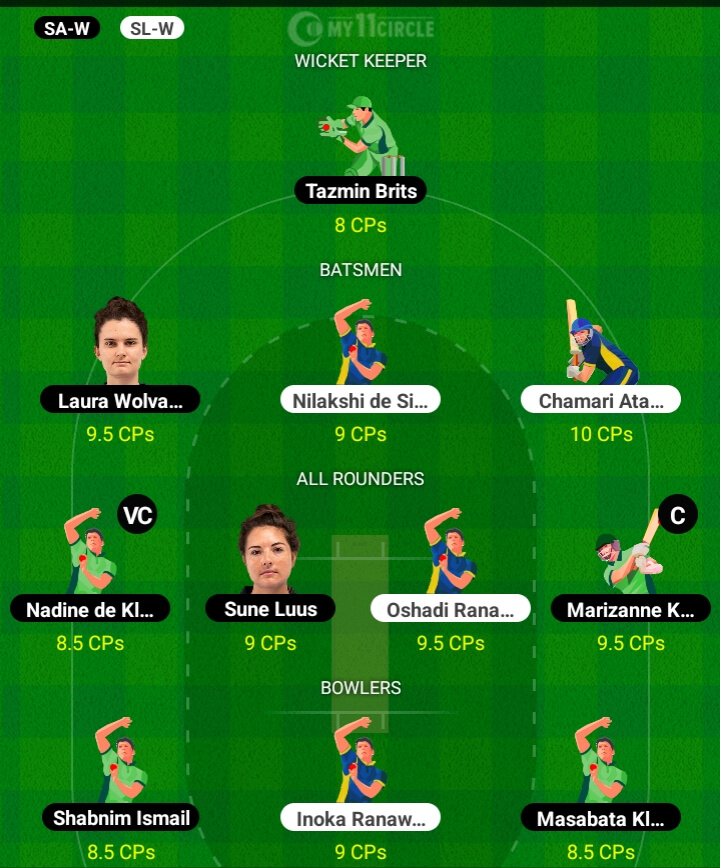 SA-W SL-W MY11CIRCLE
WICKET KEEPER
Tazmin Brits
8 CPs
BATSMEN
Laura Wolva... Nilakshi de Si... Chamari Ata...
9.5 CPs 9 CPs 10 CPs
ALL ROUNDERS
VC C
Nadine de Kl... Sune Luus Oshadi Rana... Marizanne K...
8.5 CPs 9 CPs 9.5 CPs 9.5 CPs
BOWLERS
Shabnim Ismail Inoka Ranaw... Masabata Kl...
8.5 CPs 9 CPs 8.5 CPs